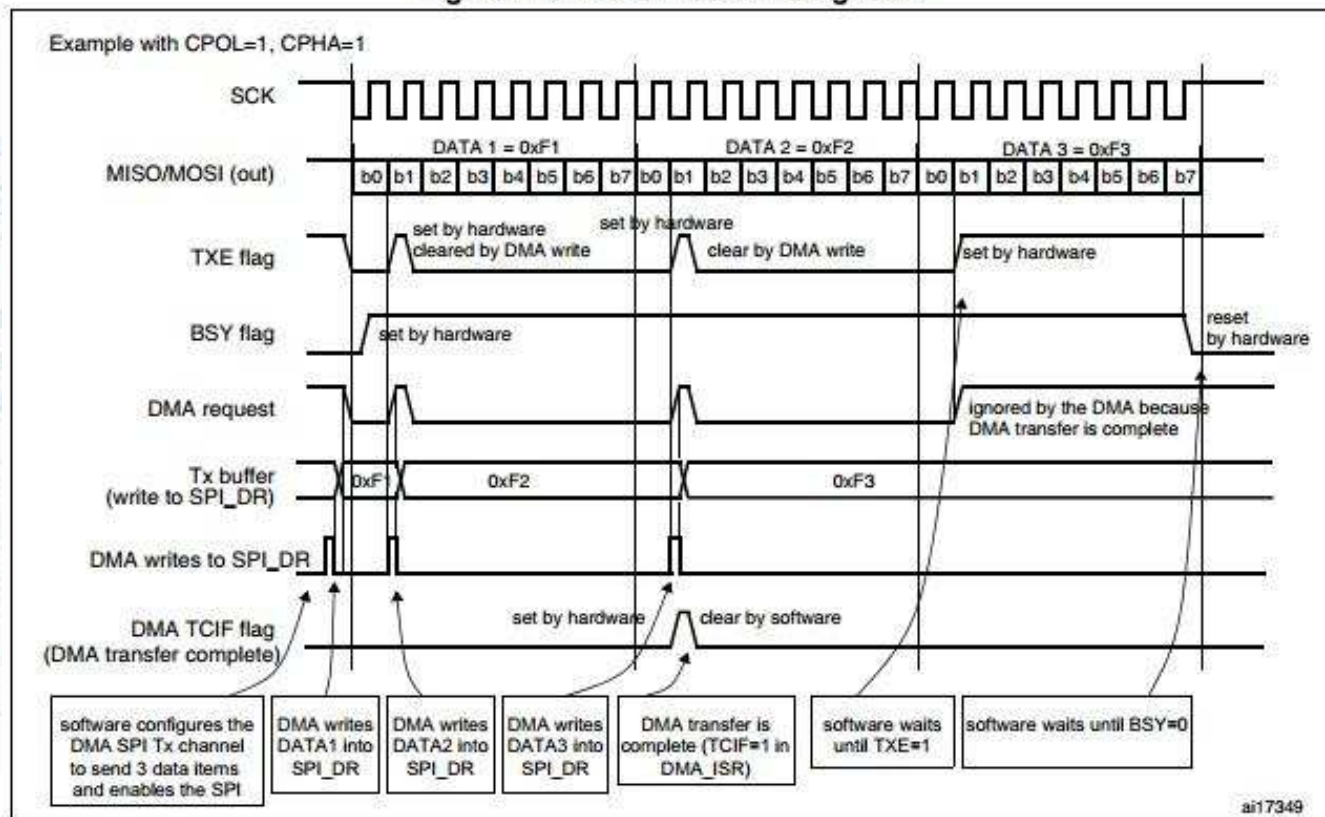 Example with CPOL=1, CPHA=1
SCK
DATA 1 = 0xF1
DATA 2 = 0xF2
DATA 3 = 0xF3
MISO/MOSI (out)
b0 b1 b2 b3 b4 b5 b6 b7 b0 b1 b2 b3 b4 b5 b6 b7 b0 b1 b2 b3 b4 b5 b6 b7
set by hardware
cleared by DMA write
set by hardware
TXE flag
clear by DMA write
set by hardware
BSY flag
set by hardware
reset
by hardware
DMA request
ignored by the DMA because
DMA transfer is complete
Tx buffer
(write to SPI_DR)
0xF1
0xF2
0xF3
DMA writes to SPI_DR
set by hardware
clear by software
DMA TCIF flag
(DMA transfer complete)
software configures the
DMA SPI Tx channel
to send 3 data items
and enables the SPI
DMA writes
DATA1 into
SPI_DR
DMA writes
DATA2 into
SPI_DR
DMA writes
DATA3 into
SPI_DR
DMA transfer is
complete (TCIF=1 in
DMA_ISR)
software waits
until TXE=1
software waits until BSY=0
ai17349